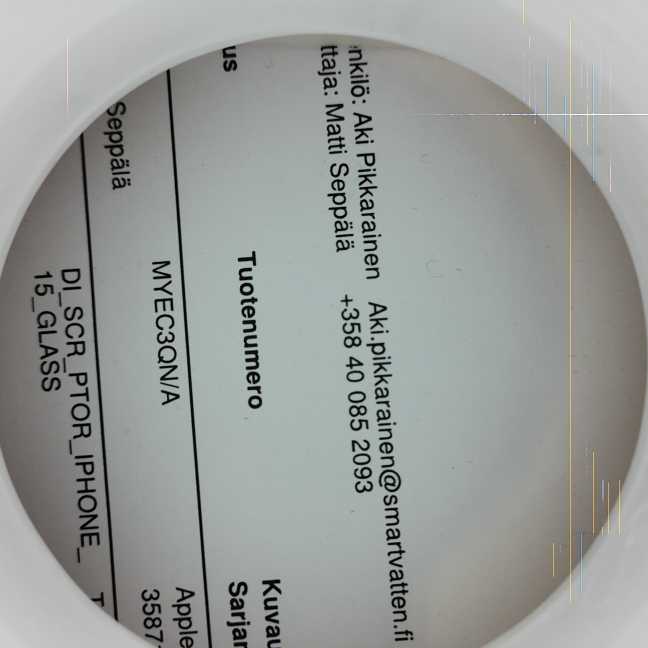 nkilö: Aki Pikkarainen Aki.pikkarainen@smartvatten.fi
ttaja: Matti Seppälä +358 40 085 2093
us Tuotenumero Kuvau
Sarjar
MYEC3QN/A Apple
3587
Seppälä
DI_SCR_PTOR_IPHONE_ T
15_GLASS